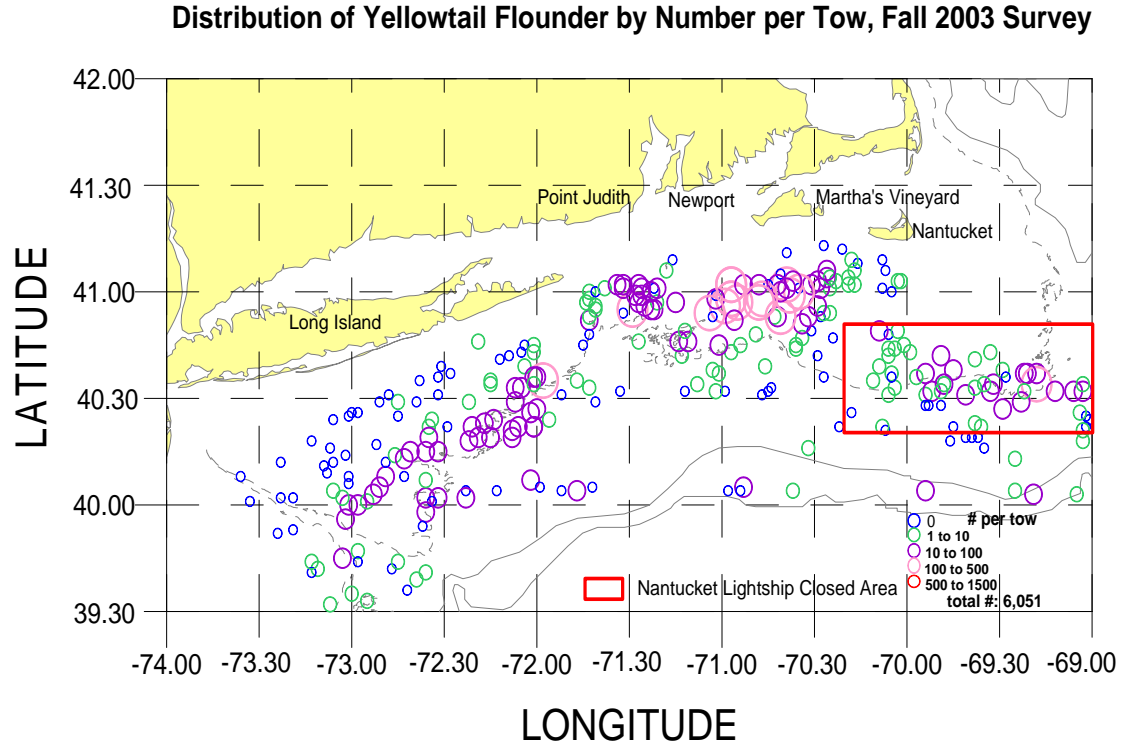 Distribution of Yellowtail Flounder by Number per Tow, Fall 2003 Survey
42.00
41.30
41.00
40.30
40.00
39.30
LATITUDE
Point Judith
Newport
Martha's Vineyard
Nantucket
Long Island
0 # per tow
1 to 10
10 to 100
100 to 500
500 to 1500
total #: 6,051
Nantucket Lightship Closed Area
-74.00 -73.30 -73.00 -72.30 -72.00 -71.30 -71.00 -70.30 -70.00 -69.30 -69.00
LONGITUDE